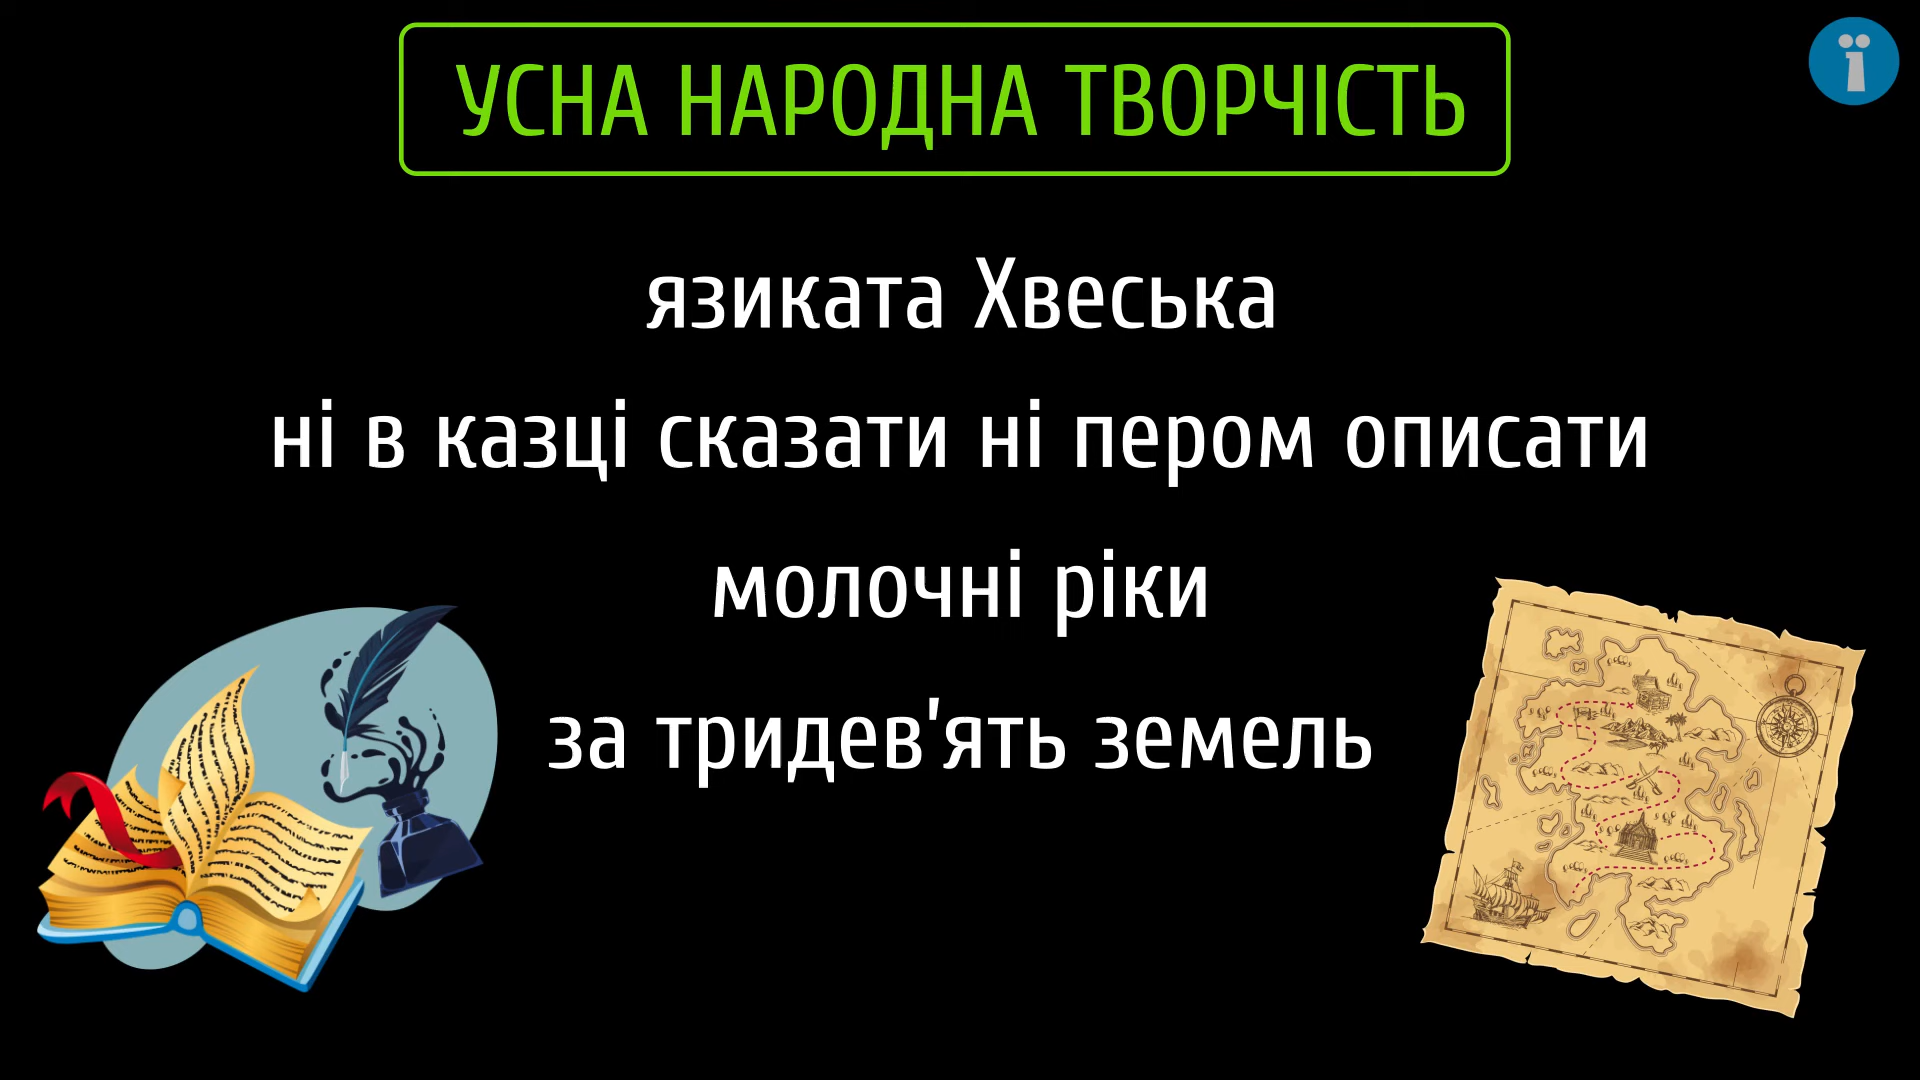 УСНА НАРОДНА ТВОРЧІСТЬ
ї
язиката Хвеська
ні в казці сказати ні пером описати
молочні ріки
за тридев'ять земель